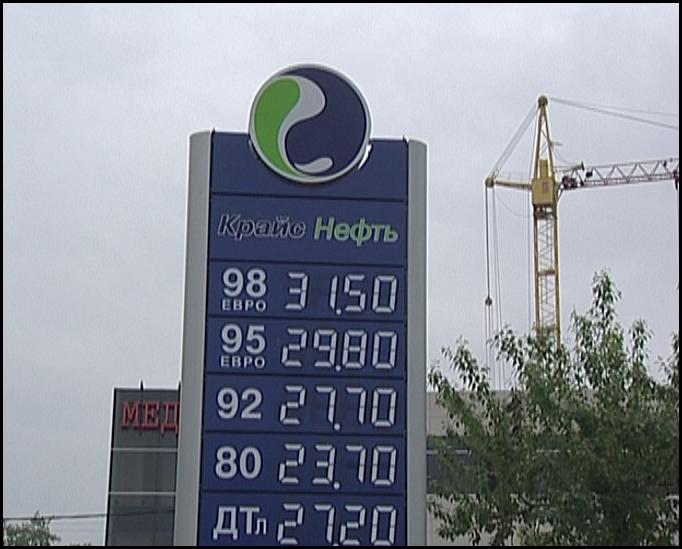 Крайс Нефть
98 ЕВРО 31.50
95 ЕВРО 29.80
92 27.70
80 23.70
ДТл 27.20
МЕД